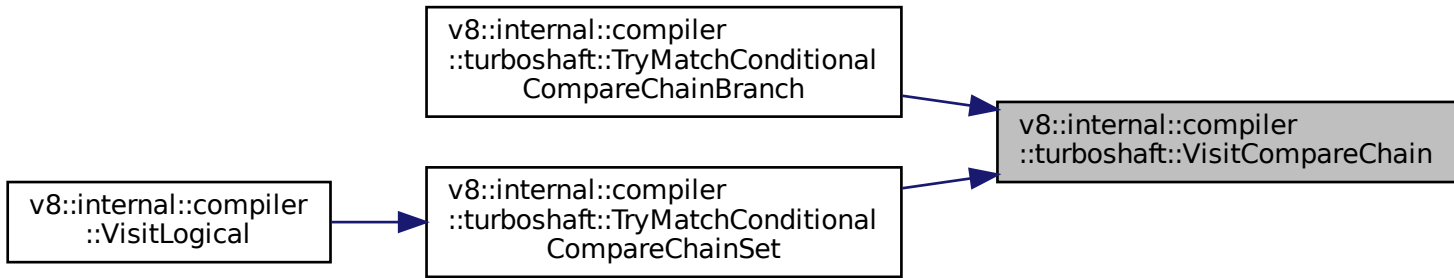 v8::internal::compiler
::turboshaft::TryMatchConditional
CompareChainBranch
v8::internal::compiler
::turboshaft::VisitCompareChain
v8::internal::compiler
::turboshaft::TryMatchConditional
CompareChainSet
v8::internal::compiler
::VisitLogical